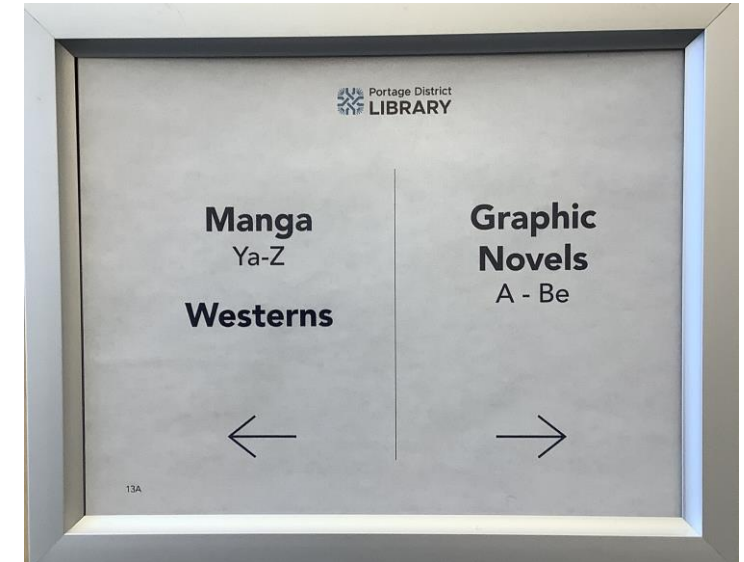 Portage District
LIBRARY
Manga
Ya-Z
Westerns
Graphic
Novels
A - Be
13A